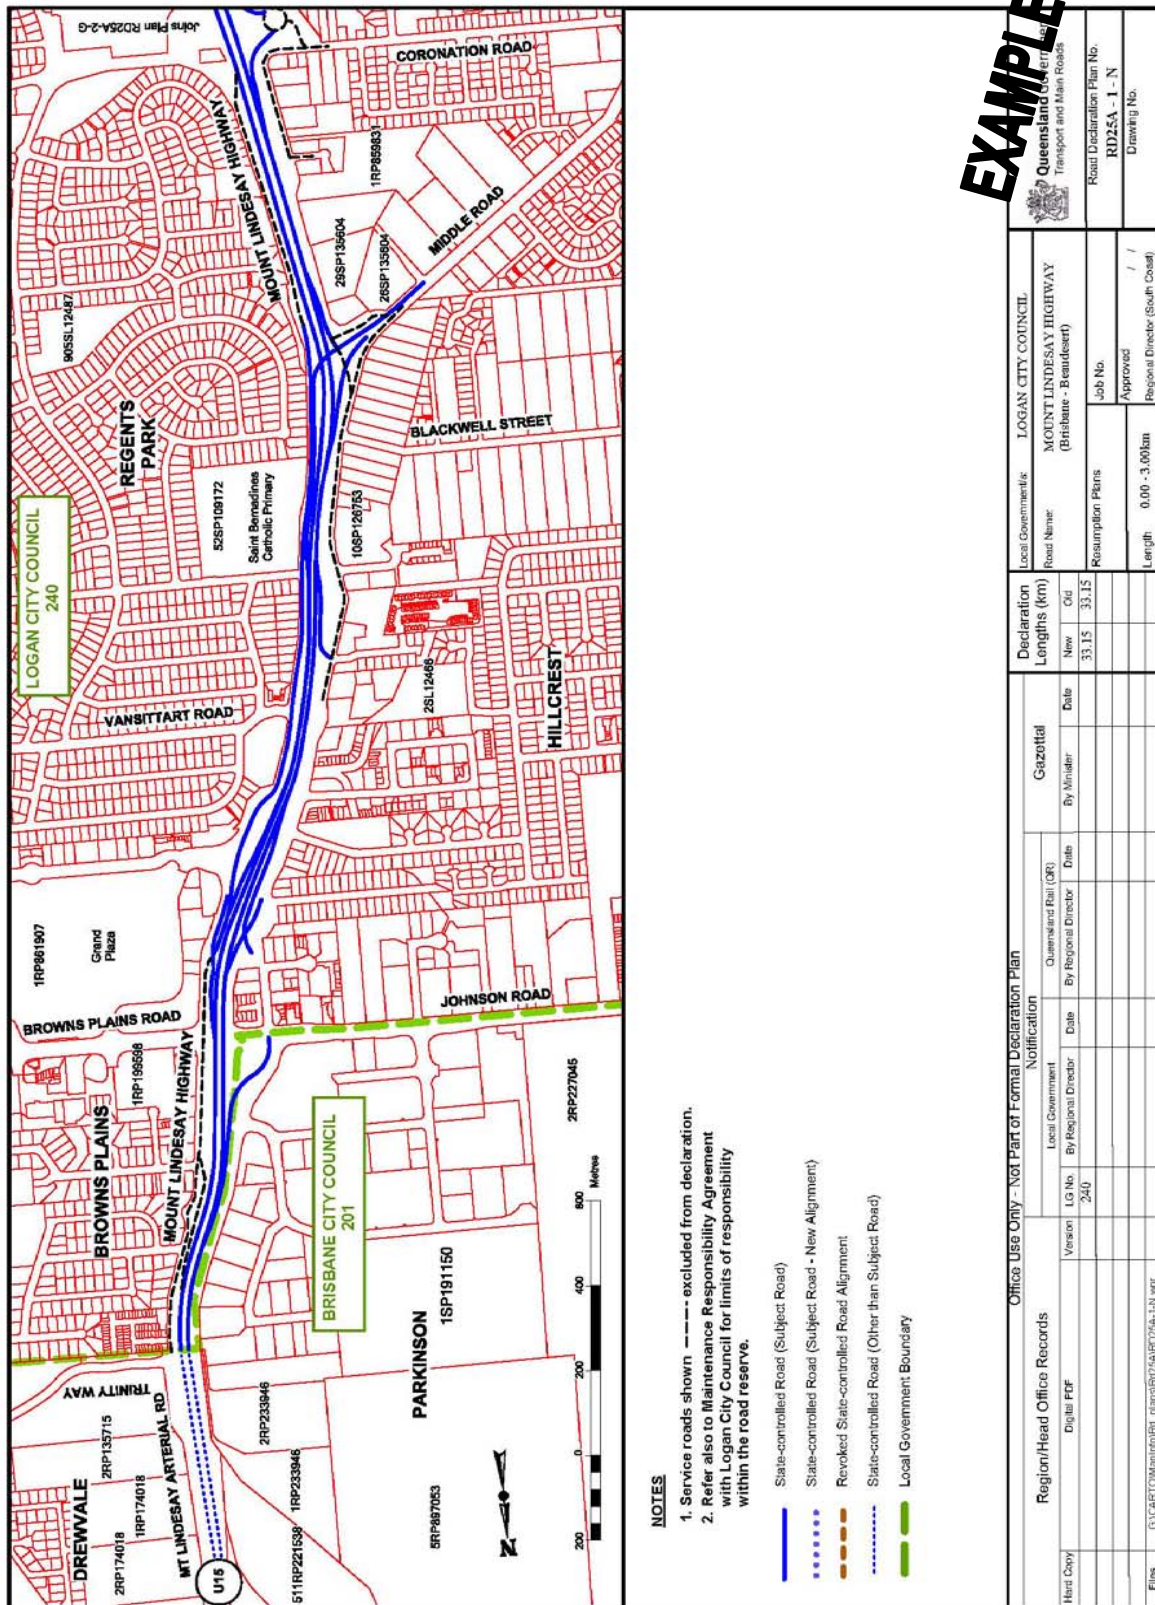 Joins Plan RD25A-2-G
CORONATION ROAD
MOUNT LINDESAY HIGHWAY
1RP859831
905SL12487
29SP135604
26SP135604
MIDDLE ROAD
REGENTS
PARK
BLACKWELL STREET
LOGAN CITY COUNCIL
240
52SP109172
Saint Bernadines
Catholic Primary
10SP126753
VANSITTART ROAD
2SL12466
HILLCREST
1RP861907
Grand
Plaza
BROWNS PLAINS ROAD
JOHNSON ROAD
1RP199598
BROWNS PLAINS
MOUNT LINDESAY HIGHWAY
BRISBANE CITY COUNCIL
201
2RP227045
TRINITY WAY
DREWVALE
2RP135715
1RP174018
2RP174018
MT LINDESAY ARTERIAL RD
U15
2RP233946
1RP233946
511RP221538
PARKINSON
1SP191150
5RP897053
N
200 0 200 400 800 Metres
NOTES
1. Service roads shown ----- excluded from declaration.
2. Refer also to Maintenance Responsibility Agreement
with Logan City Council for limits of responsibility
within the road reserve.
State-controlled Road (Subject Road)
State-controlled Road (Subject Road - New Alignment)
Revoked State-controlled Road Alignment
State-controlled Road (Other than Subject Road)
Local Government Boundary
Office Use Only - Not Part of Formal Declaration Plan
Region/Head Office Records
Notification
Gazettal
Declaration
Lengths (km)
Local Government
Queensland Rail (QR)
Hard Copy
Digital PDF
Version
LG No.
By Regional Director
Date
By Regional Director
Date
By Minister
Date
New
Old
240
33.15
33.15
Files
Local Government/s:
LOGAN CITY COUNCIL
Road Name:
MOUNT LINDESAY HIGHWAY
(Brisbane - Beaudesert)
Resumption Plans
Job No.
Length 0.00 - 3.00km
Approved / /
Regional Director (South Coast)
EXAMPLE
Queensland Government
Transport and Main Roads
Road Declaration Plan No.
RD25A - 1 - N
Drawing No.